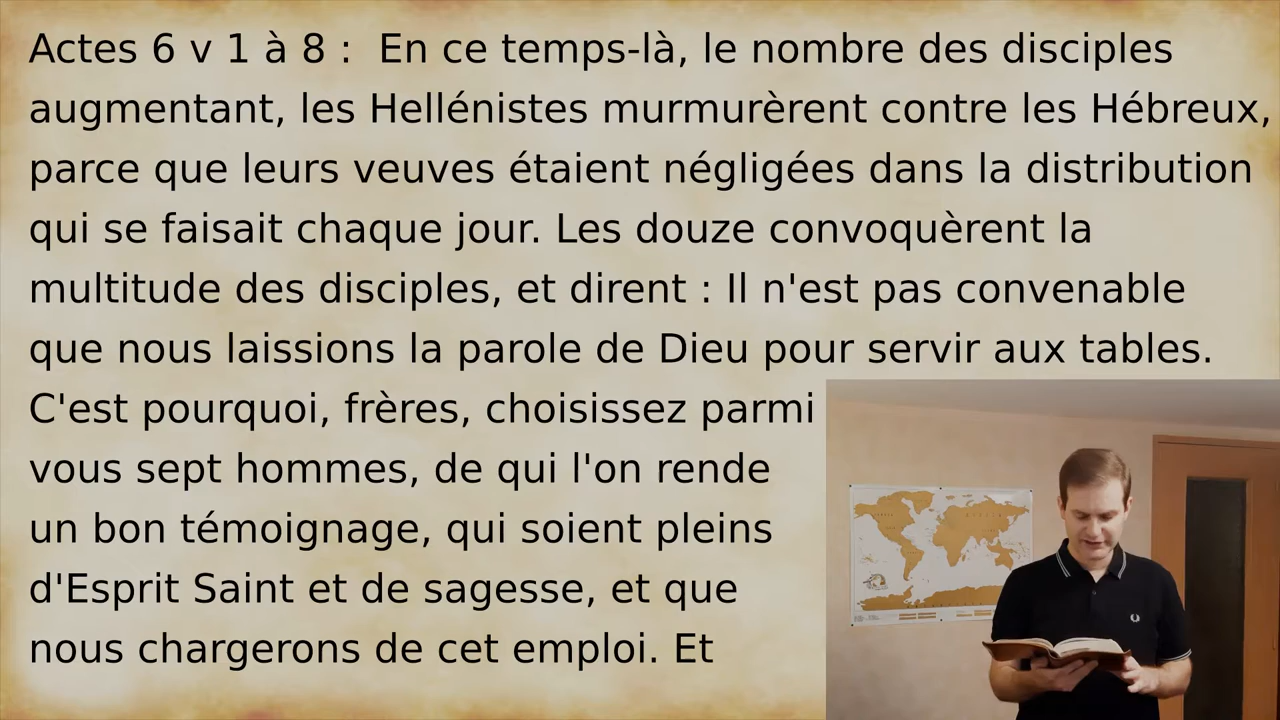 Actes 6 v 1 à 8 :  En ce temps-là, le nombre des disciples
augmentant, les Hellénistes murmurèrent contre les Hébreux,
parce que leurs veuves étaient négligées dans la distribution
qui se faisait chaque jour. Les douze convoquèrent la
multitude des disciples, et dirent : Il n'est pas convenable
que nous laissions la parole de Dieu pour servir aux tables.
C'est pourquoi, frères, choisissez parmi
vous sept hommes, de qui l'on rende
un bon témoignage, qui soient pleins
d'Esprit Saint et de sagesse, et que
nous chargerons de cet emploi. Et